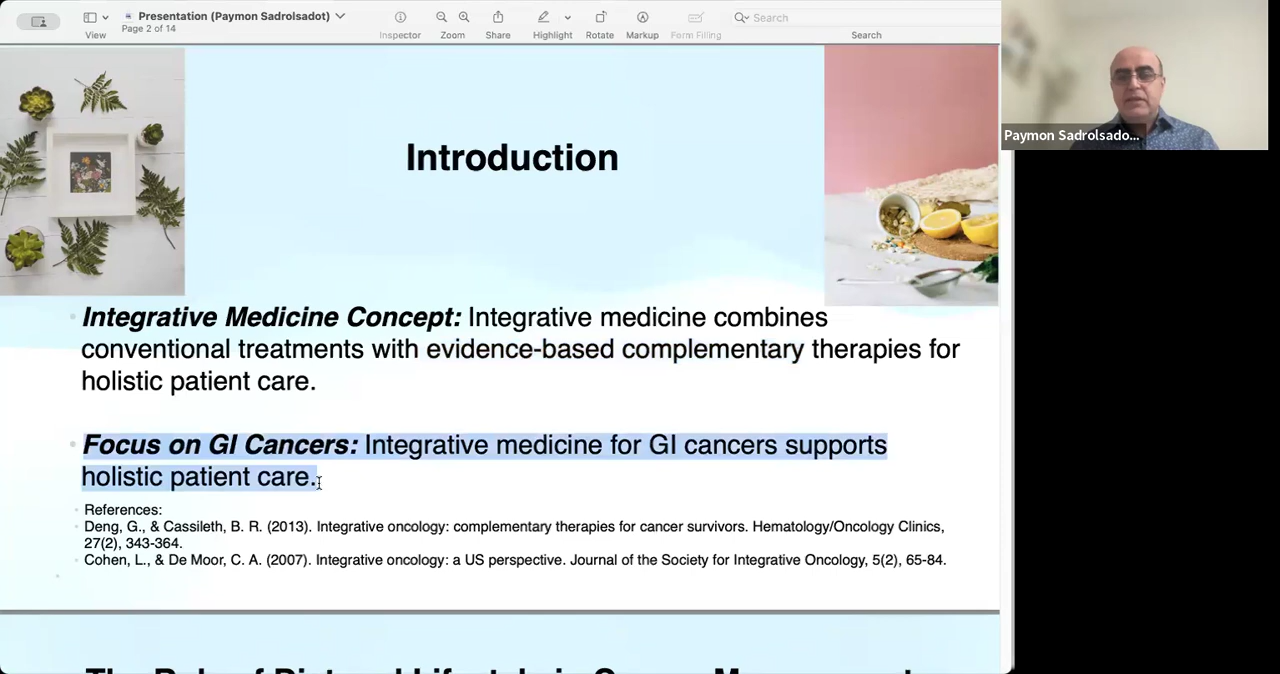 Presentation (Paymon Sadrolsadot)
Page 2 of 14
View
Inspector
Zoom
Share
Highlight
Rotate
Markup
Form Filling
Search
Search
Paymon Sadrolsado...
Introduction
Integrative Medicine Concept: Integrative medicine combines
conventional treatments with evidence-based complementary therapies for
holistic patient care.
Focus on GI Cancers: Integrative medicine for GI cancers supports
holistic patient care.
References:
Deng, G., & Cassileth, B. R. (2013). Integrative oncology: complementary therapies for cancer survivors. Hematology/Oncology Clinics,
27(2), 343-364.
Cohen, L., & De Moor, C. A. (2007). Integrative oncology: a US perspective. Journal of the Society for Integrative Oncology, 5(2), 65-84.